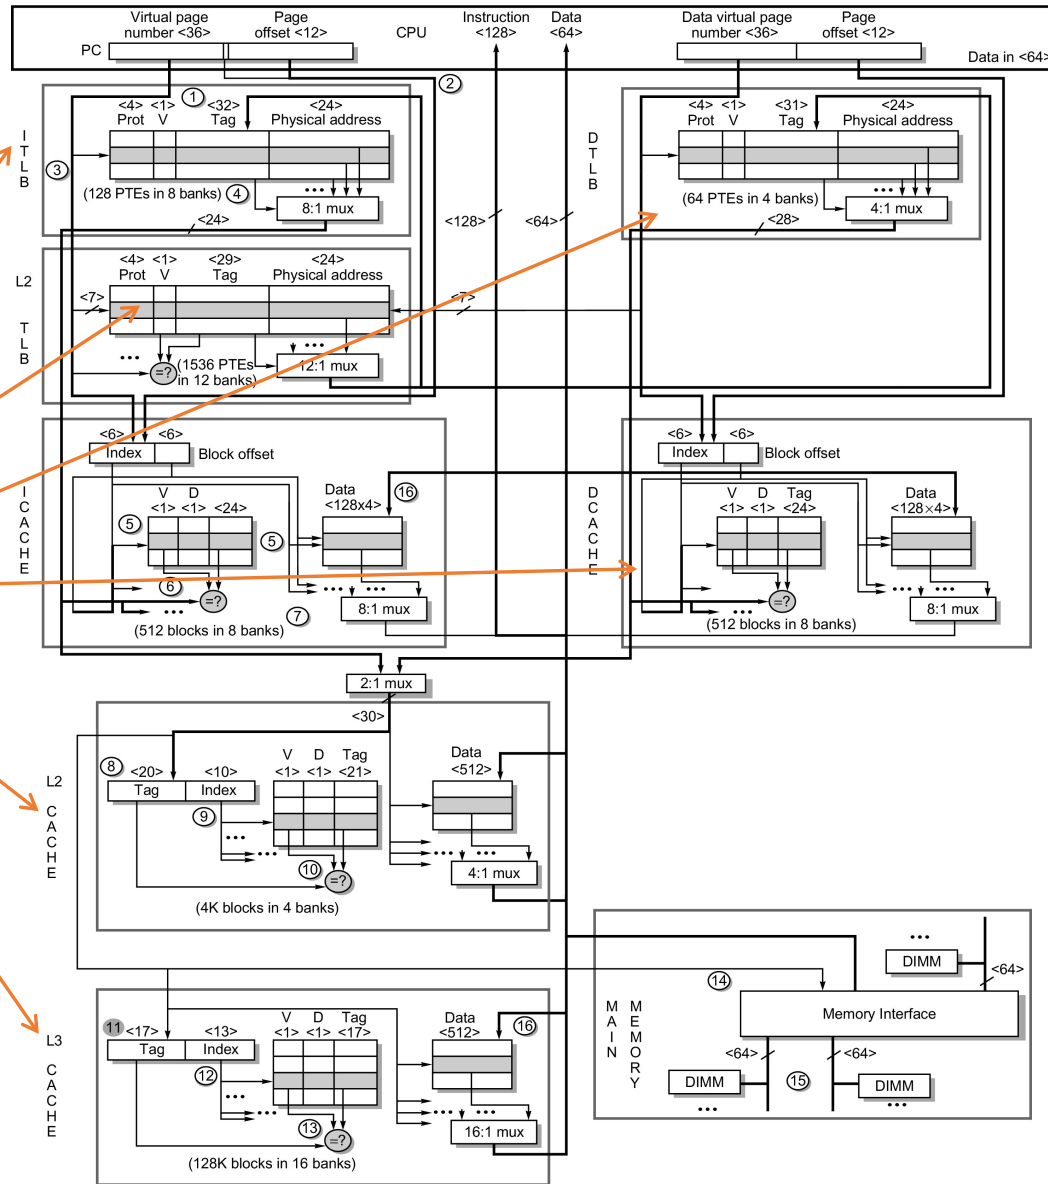 Virtual page number <36>
Page offset <12>
CPU
Instruction <128>
Data <64>
Data virtual page number <36>
Page offset <12>
PC
Data in <64>
I T L B
1
2
<4> <1> <32> <24>
Prot V Tag Physical address
3
(128 PTEs in 8 banks)
4
•••
8:1 mux
<24>
D T L B
<4> <1> <31> <24>
Prot V Tag Physical address
(64 PTEs in 4 banks)
•••
4:1 mux
<28>
<128>
<64>
L2 T L B
<4> <1> <29> <24>
Prot V Tag Physical address
<7>
<7>
•••
=?
(1536 PTEs in 12 banks)
•••
12:1 mux
I C A C H E
<6> <6>
Index
Block offset
V D
<1> <1> <24>
5
5
Data
<128x4>
16
6
=?
•••
(512 blocks in 8 banks)
7
••• •••
8:1 mux
D C A C H E
<6> <6>
Index
Block offset
V D Tag
<1> <1> <24>
Data
<128×4>
=?
•••
(512 blocks in 8 banks)
••• •••
8:1 mux
2:1 mux
<30>
L2 C A C H E
8
<20> <10>
Tag Index
9
•••
•••
V D Tag
<1> <1> <21>
10
=?
(4K blocks in 4 banks)
Data
<512>
••• •••
4:1 mux
L3 C A C H E
11
<17> <13>
Tag Index
12
•••
•••
V D Tag
<1> <1> <17>
13
=?
(128K blocks in 16 banks)
Data
<512>
16
••• •••
16:1 mux
M A I N M E M O R Y
14
•••
DIMM
<64>
Memory Interface
<64>
<64>
DIMM
•••
15
DIMM
•••